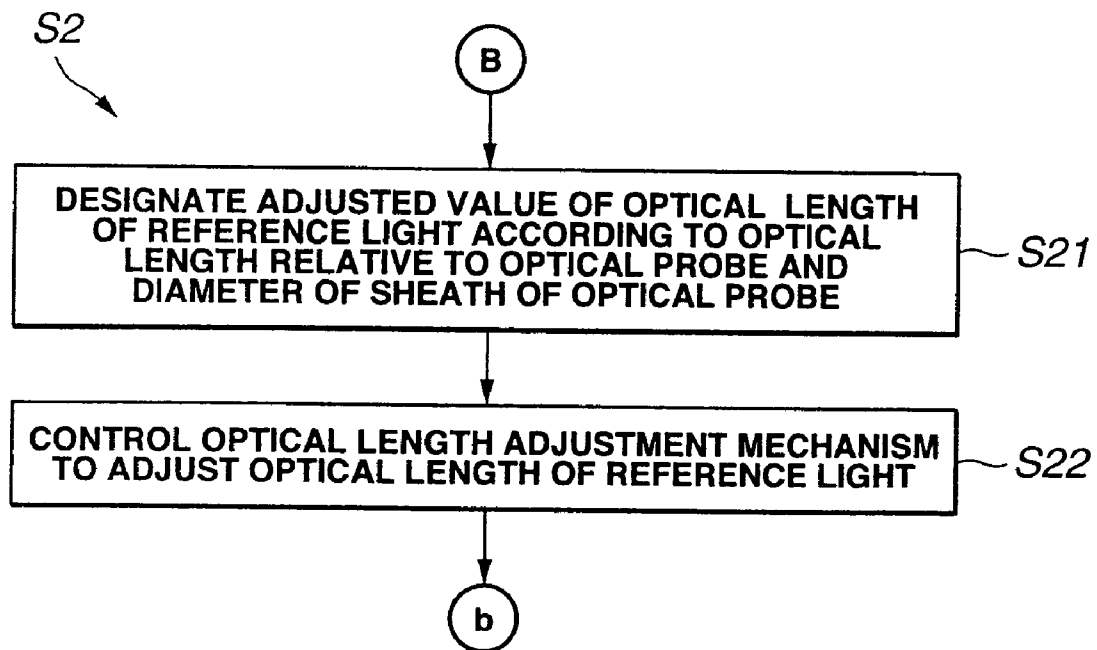 S2
B
DESIGNATE ADJUSTED VALUE OF OPTICAL LENGTH
OF REFERENCE LIGHT ACCORDING TO OPTICAL
LENGTH RELATIVE TO OPTICAL PROBE AND
DIAMETER OF SHEATH OF OPTICAL PROBE
S21
CONTROL OPTICAL LENGTH ADJUSTMENT MECHANISM
TO ADJUST OPTICAL LENGTH OF REFERENCE LIGHT
S22
b